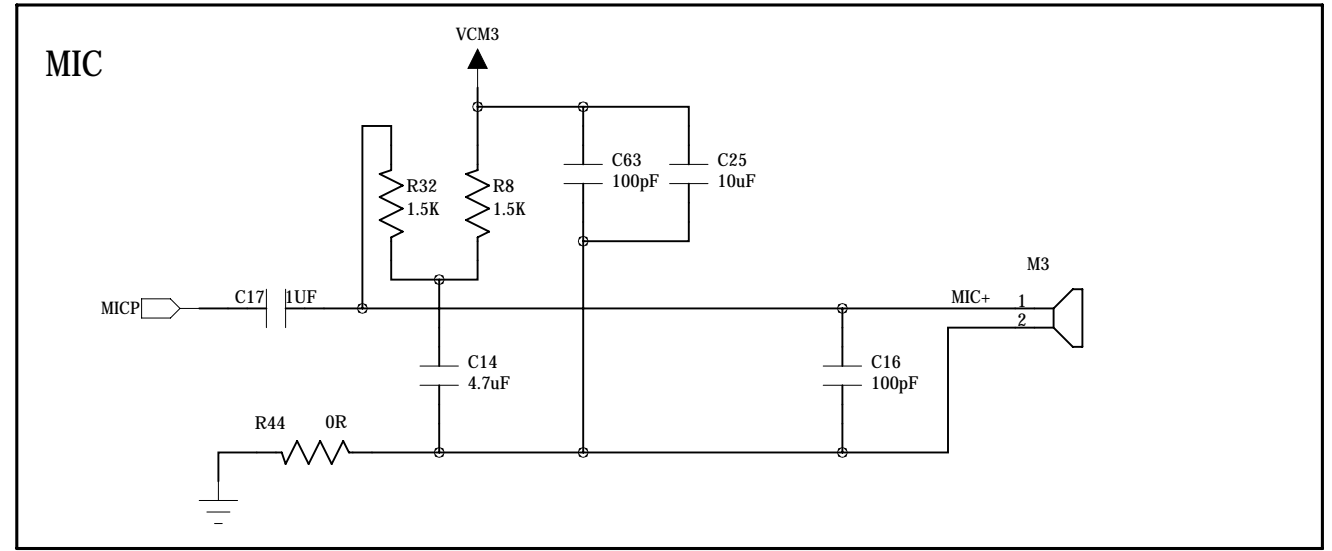 VCM3
MIC
C63
100pF
C25
10uF
R32
1.5K
R8
1.5K
M3
MICP
C17 1UF
MIC+
1
2
C14
4.7uF
C16
100pF
R44 0R